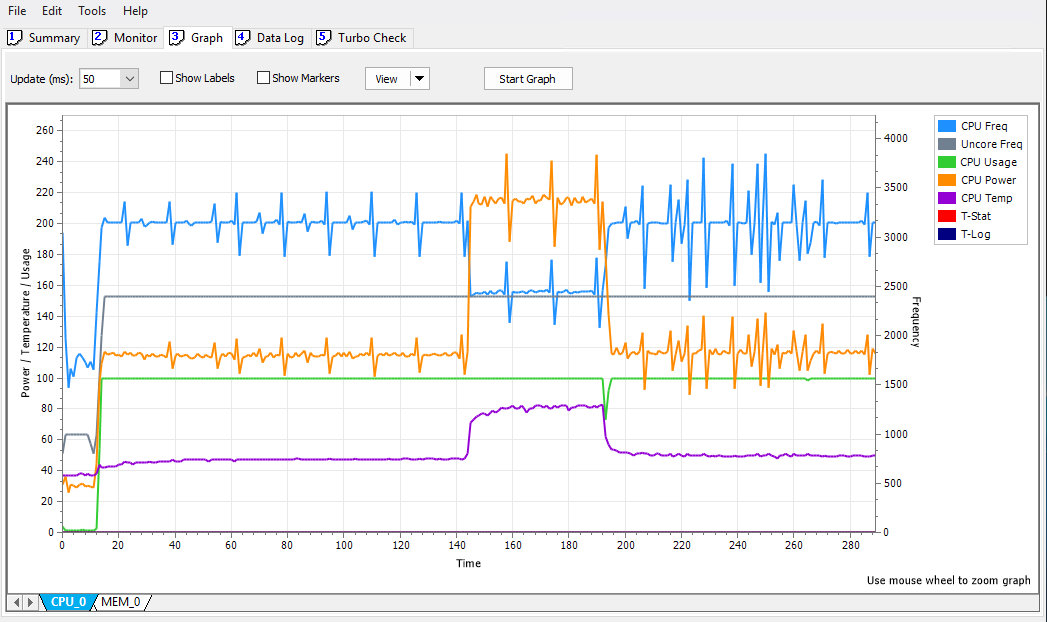 File Edit Tools Help
1 Summary 2 Monitor 3 Graph 4 Data Log 5 Turbo Check
Update (ms): 50 Show Labels Show Markers View Start Graph
Power / Temperature / Usage
260
240
220
200
180
160
140
120
100
80
60
40
20
0
4000
3500
3000
2500
2000
1500
1000
500
0
Frequency
0 20 40 60 80 100 120 140 160 180 200 220 240 260 280
Time
CPU Freq
Uncore Freq
CPU Usage
CPU Power
CPU Temp
T-Stat
T-Log
Use mouse wheel to zoom graph
CPU_0 MEM_0